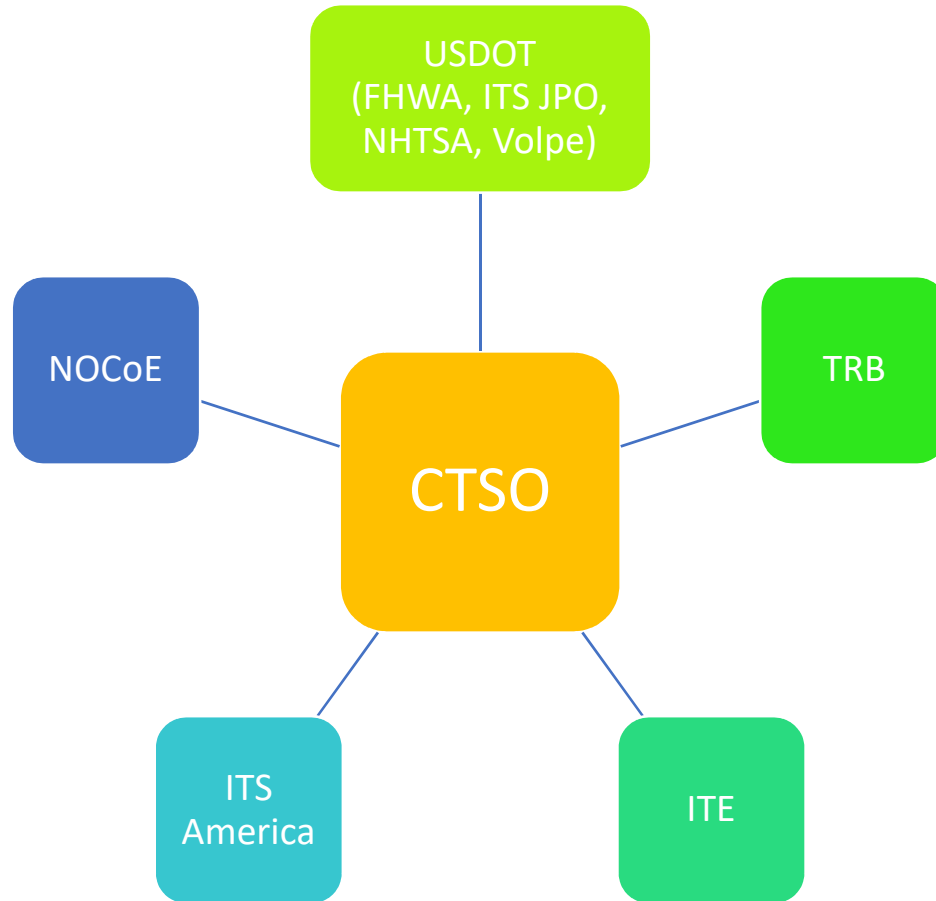 USDOT
(FHWA, ITS JPO,
NHTSA, Volpe)
NOCoE
TRB
CTSO
ITS
America
ITE